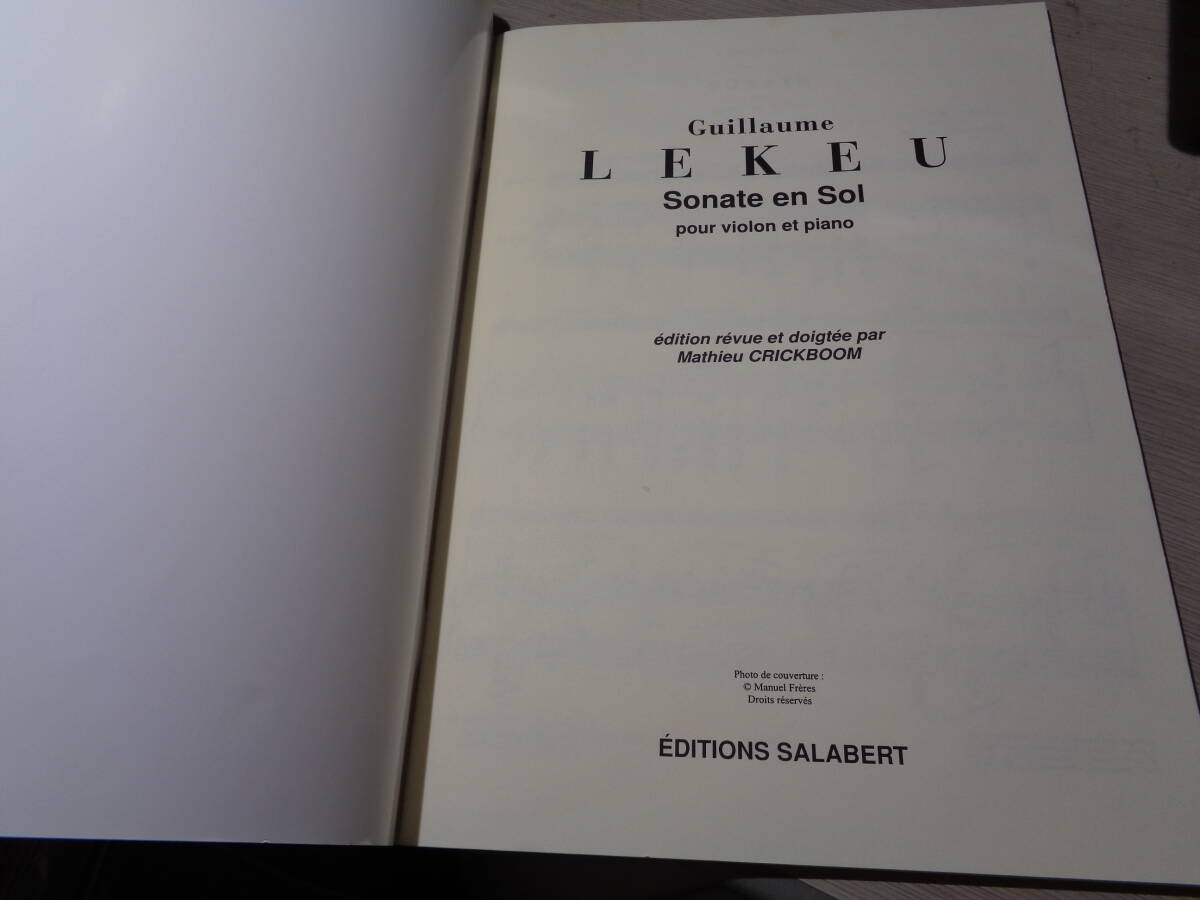 Guillaume
LEKEU
Sonate en Sol
pour violon et piano
édition révue et doigtée par
Mathieu CRICKBOOM
Photo de couverture :
© Manuel Frères
Droits réservés
ÉDITIONS SALABERT